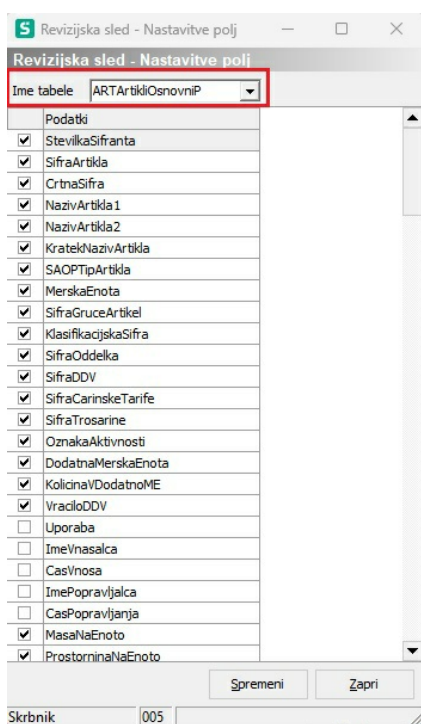 Revizijska sled - Nastavitve polj
Revizijska sled - Nastavitve polj
Ime tabele ARTArtikliOsnovniP
Podatki
StevilkaSifranta
SifraArtikla
CrtnaSifra
NazivArtikla1
NazivArtikla2
KratekNazivArtikla
SAOPTipArtikla
MerskaEnota
SifraGruceArtikel
KlasifikacijskaSifra
SifraOddelka
SifraDDV
SifraCarinskeTarife
SifraTrosarine
OznakaAktivnosti
DodatnaMerskaEnota
KolicinaVDodatnoME
VraciloDDV
Uporaba
ImeVnasalca
CasVnosa
ImePopravljalca
CasPopravljanja
MasaNaEnoto
ProstorninaNaEnoto
Spremeni Zapri
Skrbnik 005